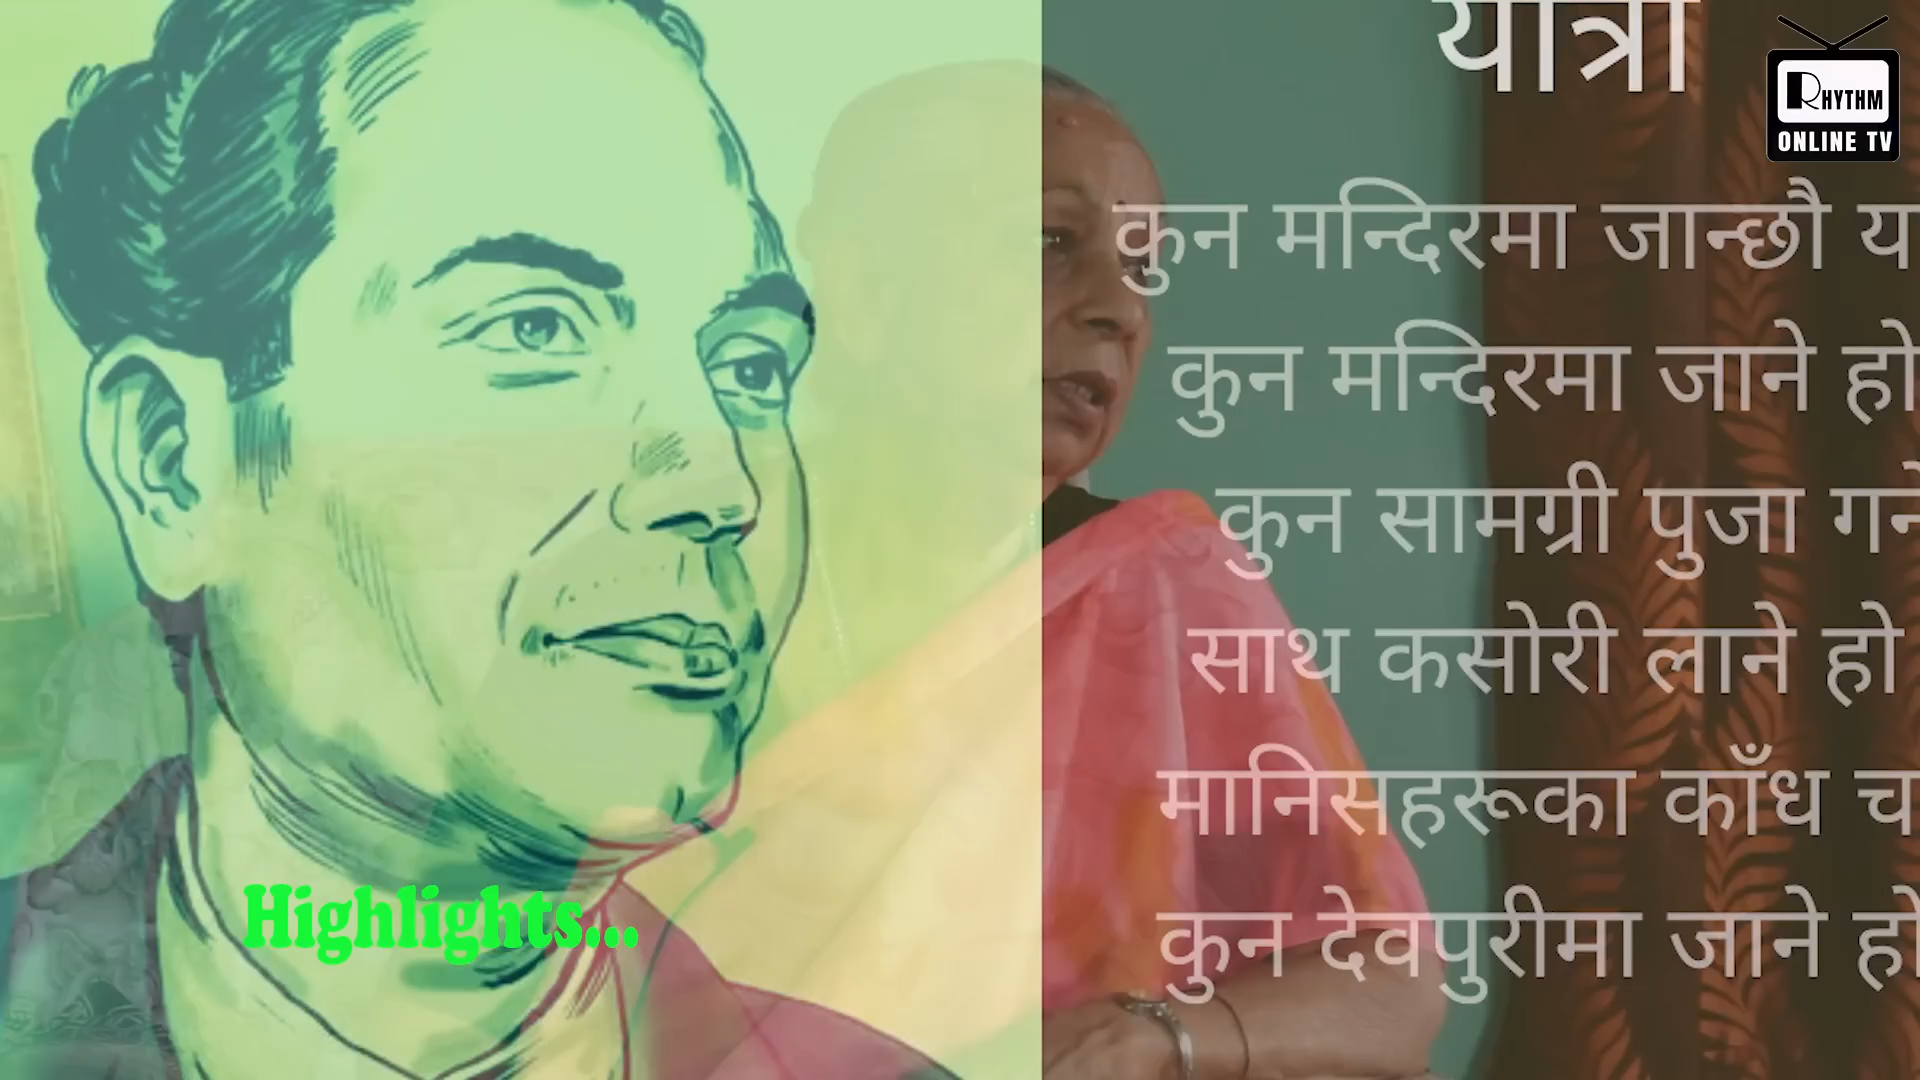 यात्रा
RHYTHM
ONLINE TV
कुन मन्दिरमा जान्छौ
कुन मन्दिरमा जाने हो
कुन सामग्री पुजा
साथ कसोरी लाने हो
मानिसहरूका काँध
कुन देवपुरीमा जाने हो
Highlights...